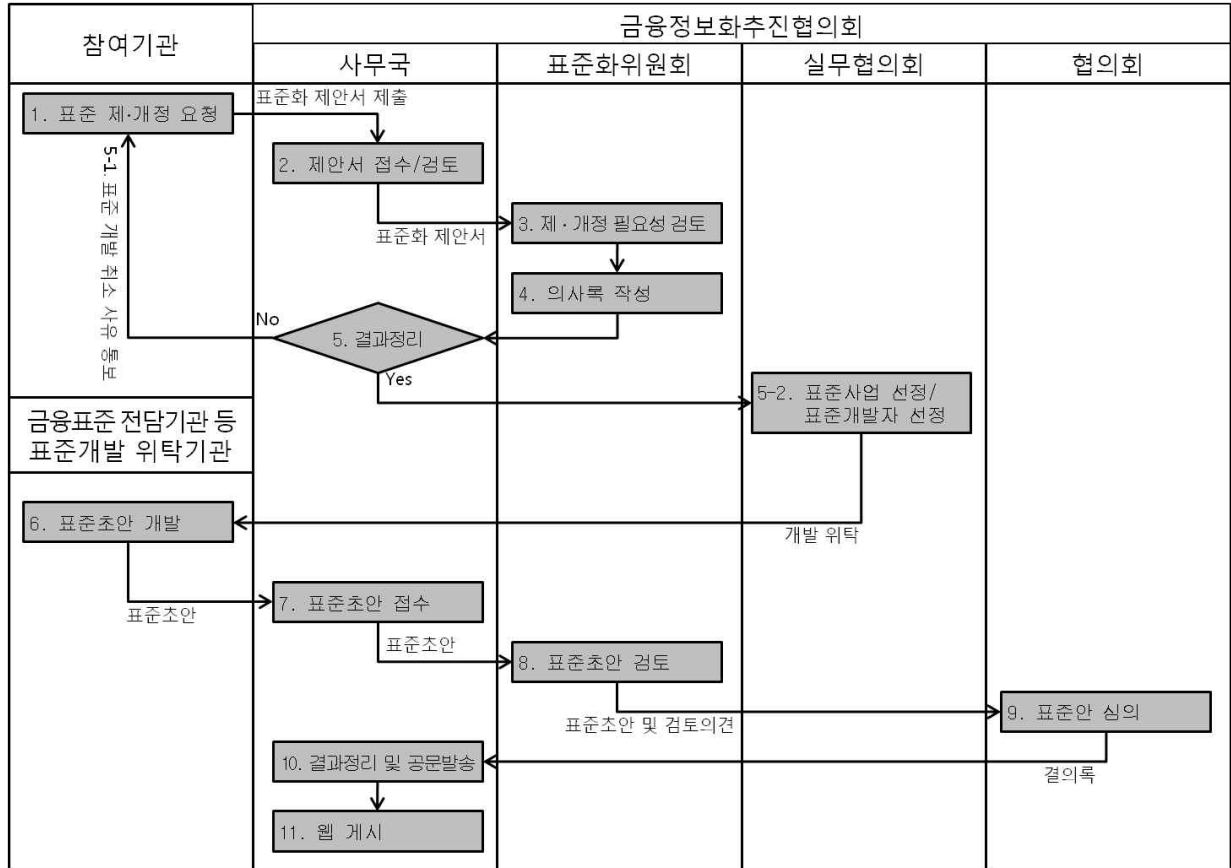 참여기관
금융정보화추진협의회
사무국
표준화위원회
실무협의회
협의회
1. 표준 제·개정 요청
표준화 제안서 제출
2. 제안서 접수/검토
표준화 제안서
3. 제·개정 필요성 검토
4. 의사록 작성
5. 결과정리
No
5-1. 표준 개발 취소 사유 통보
Yes
5-2. 표준사업 선정/
표준개발자 선정
금융표준 전담기관 등
표준개발 위탁기관
개발 위탁
6. 표준초안 개발
표준초안
7. 표준초안 접수
표준초안
8. 표준초안 검토
표준초안 및 검토의견
9. 표준안 심의
결의록
10. 결과정리 및 공문발송
11. 웹 게시